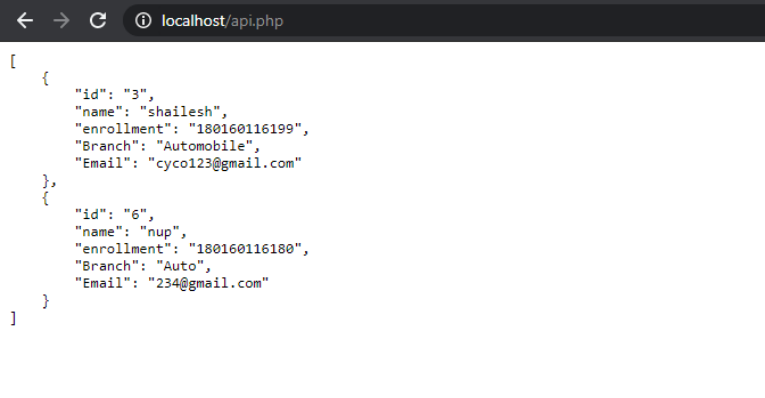 localhost/api.php
[
    {
        "id": "3",
        "name": "shailesh",
        "enrollment": "180160116199",
        "Branch": "Automobile",
        "Email": "cyco123@gmail.com"
    },
    {
        "id": "6",
        "name": "nup",
        "enrollment": "180160116180",
        "Branch": "Auto",
        "Email": "234@gmail.com"
    }
]